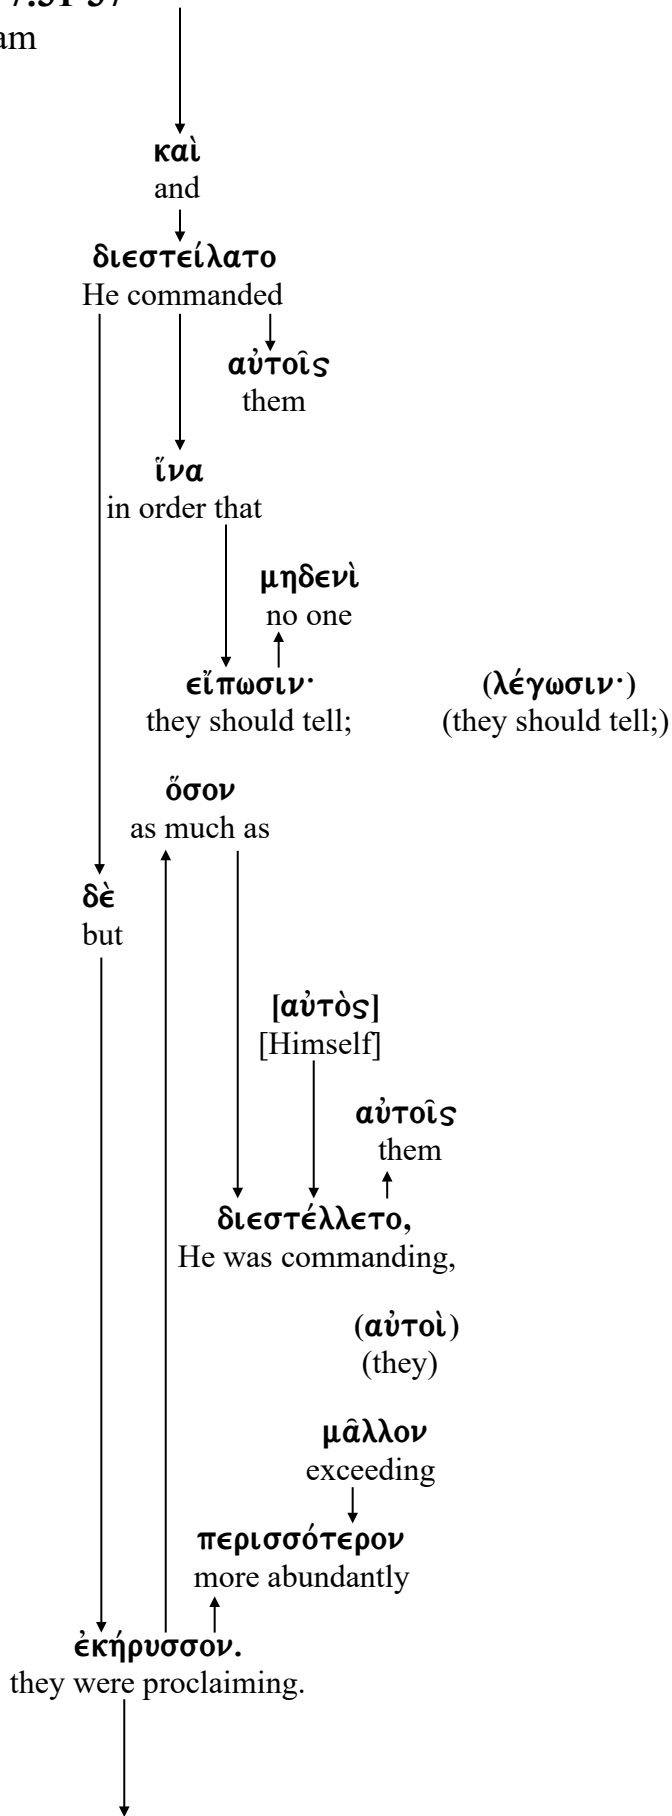 7:31-37
am
καὶ
and
διεστείλατο
He commanded
αὐτοῖς
them
ἵνα
in order that
μηδενὶ
no one
εἴπωσιν· (λέγωσιν·)
they should tell; (they should tell;)
ὅσον
as much as
δὲ
but
[αὐτὸς]
[Himself]
αὐτοῖς
them
διεστέλλετο,
He was commanding,
(αὐτοὶ)
(they)
μᾶλλον
exceeding
περισσότερον
more abundantly
ἐκήρυσσον.
they were proclaiming.